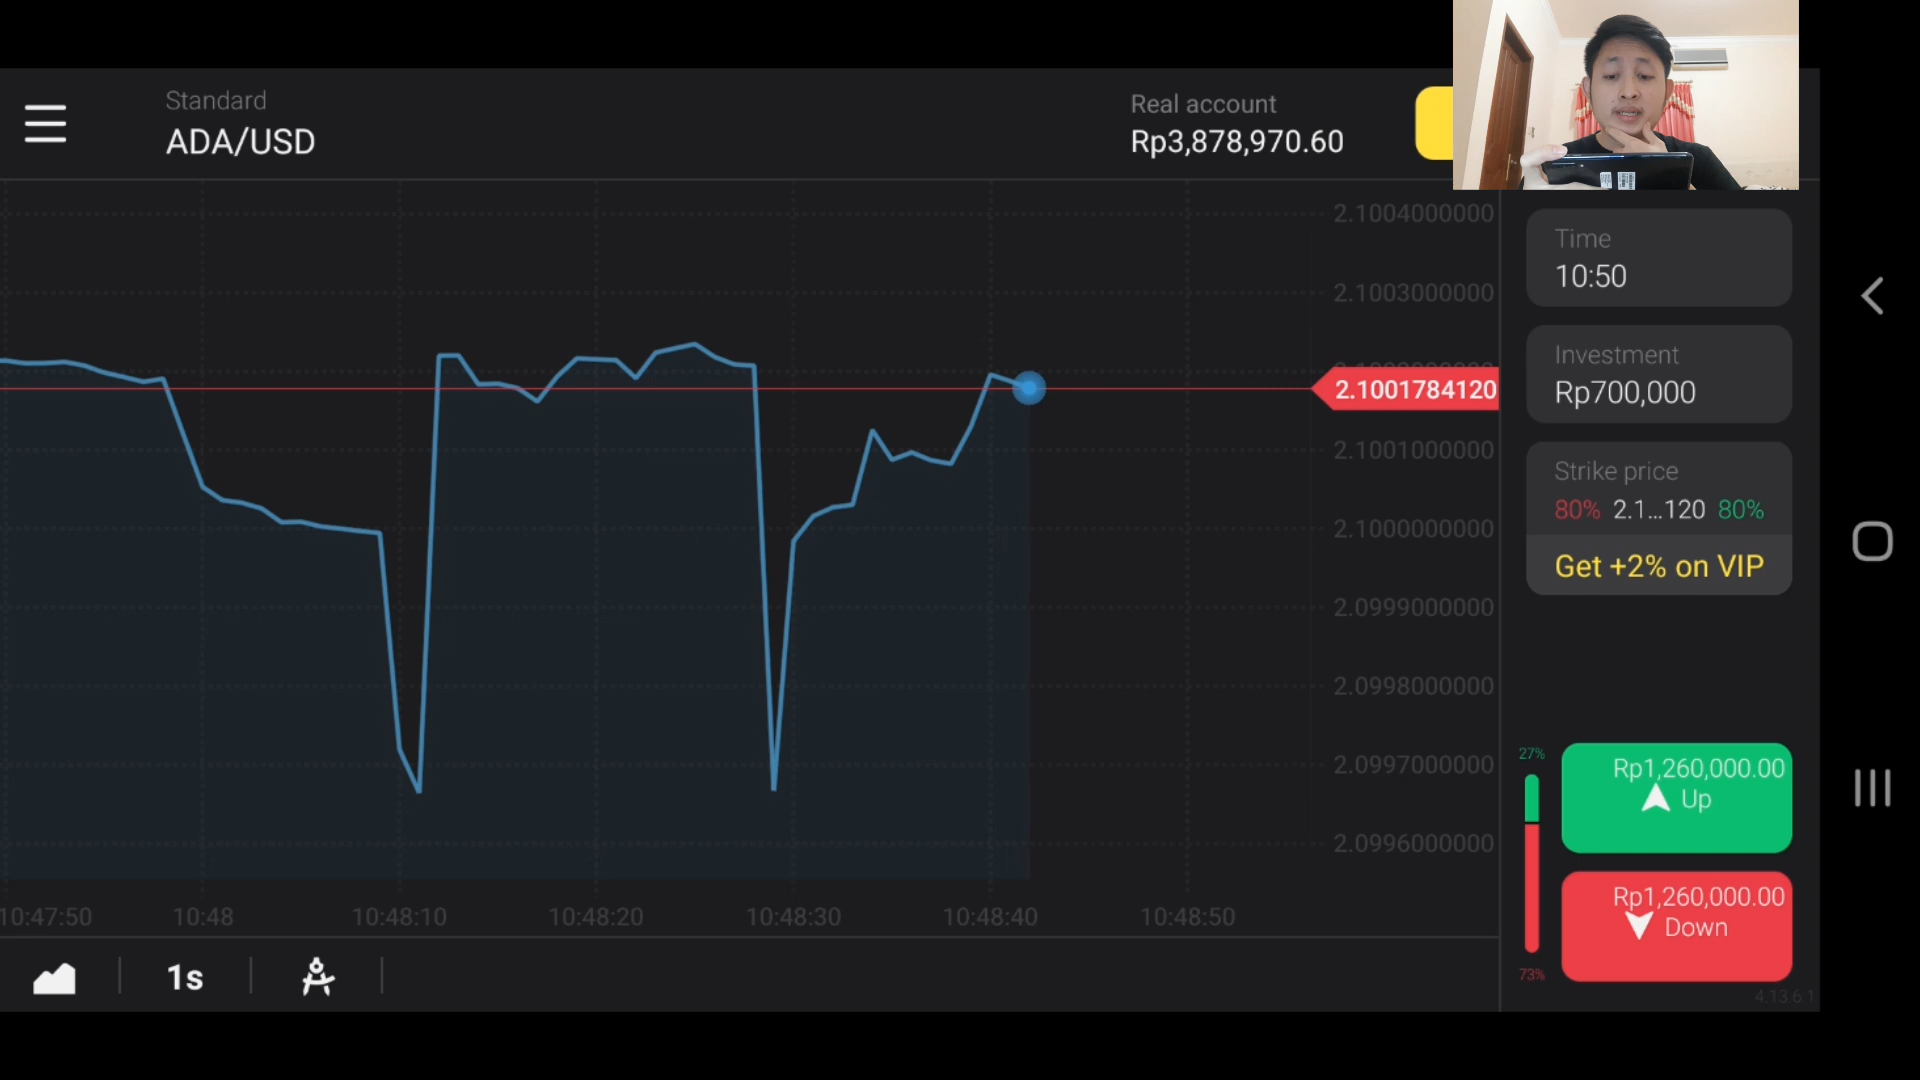 Standard
ADA/USD
Real account
Rp3,878,970.60
2.1004000000
2.1003000000
2.1001784120
2.1001000000
2.1000000000
2.0999000000
2.0998000000
2.0997000000
2.0996000000
10:47:50
10:48
10:48:10
10:48:20
10:48:30
10:48:40
10:48:50
1s
Time
10:50
Investment
Rp700,000
Strike price
80% 2.1...120 80%
Get +2% on VIP
27%
Rp1,260,000.00
Up
Rp1,260,000.00
Down
73%
4.13.6.1